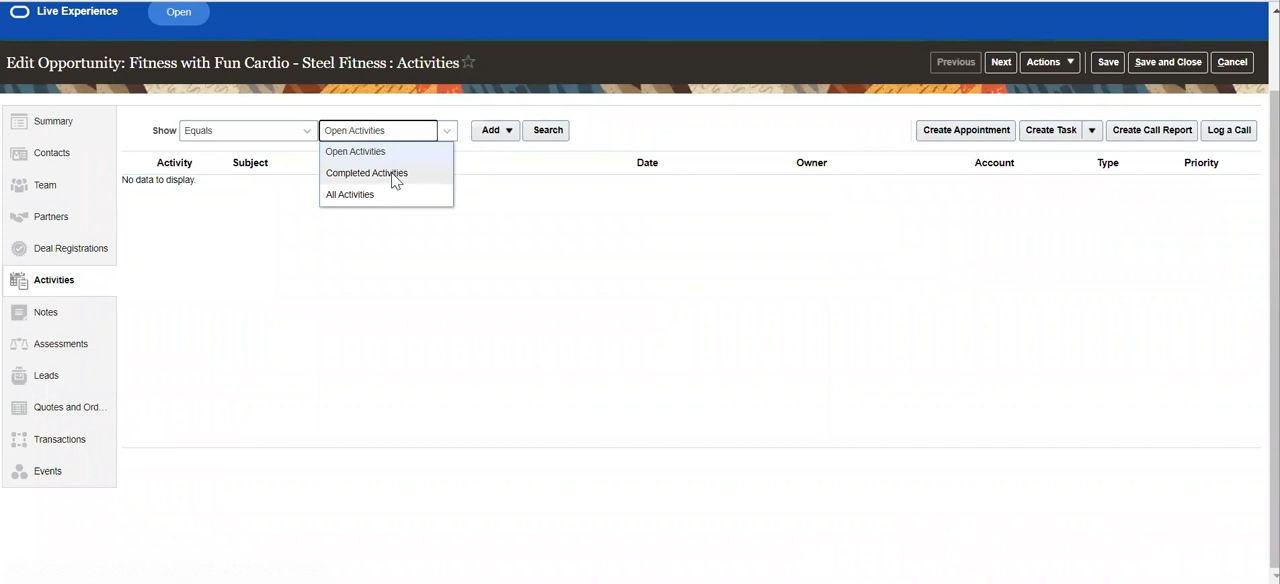 Live Experience Open
Edit Opportunity: Fitness with Fun Cardio - Steel Fitness : Activities
Previous Next Actions Save Save and Close Cancel
Summary
Contacts
Team
Partners
Deal Registrations
Activities
Notes
Assessments
Leads
Quotes and Ord...
Transactions
Events
Show Equals Open Activities Add Search Create Appointment Create Task Create Call Report Log a Call
Open Activities
Completed Activities
All Activities
Activity Subject Date Owner Account Type Priority
No data to display.